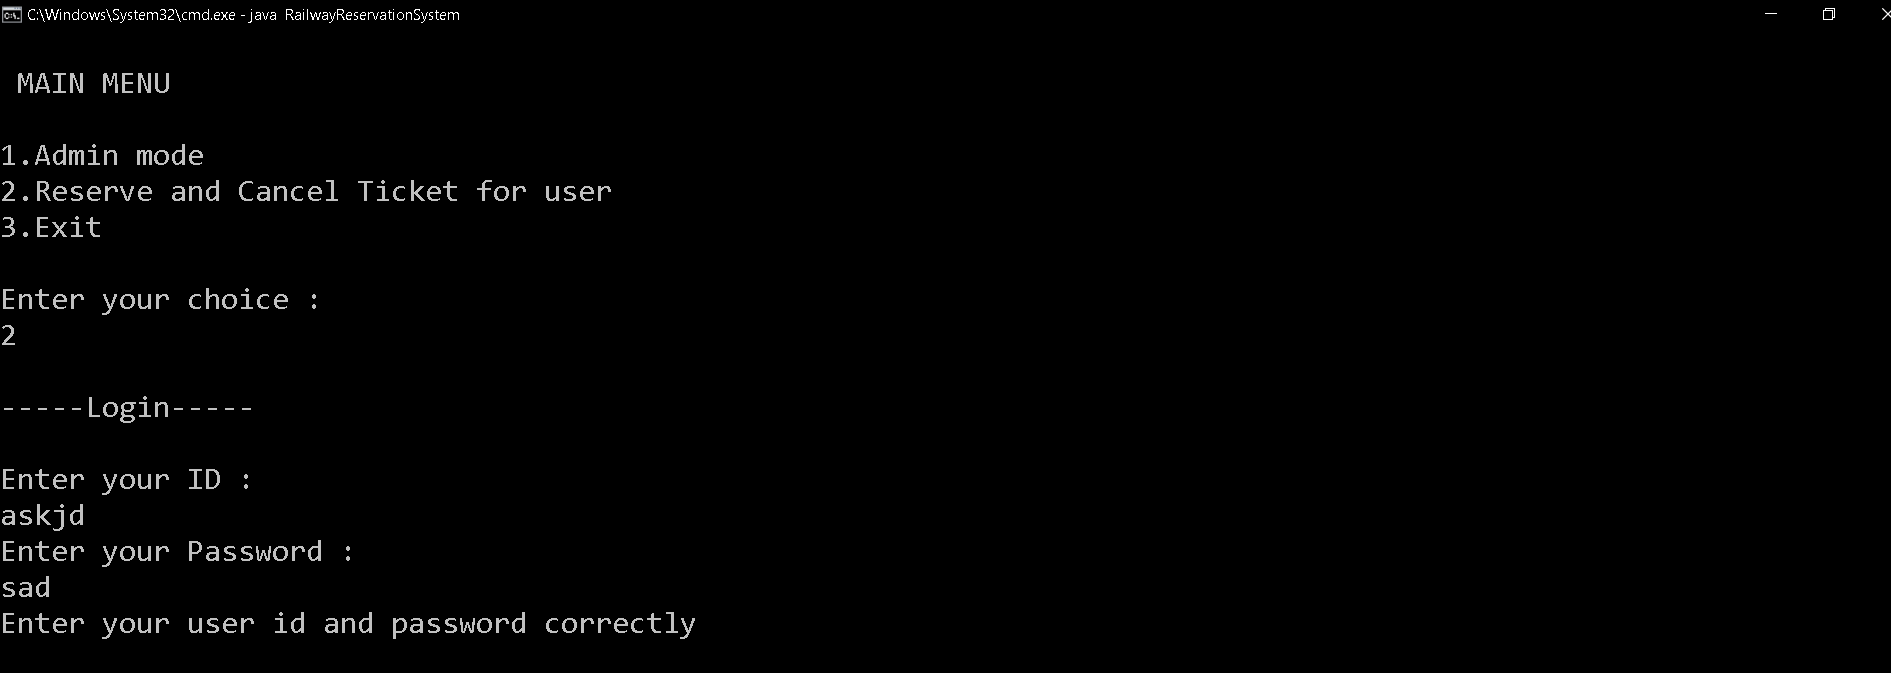 C:\Windows\System32\cmd.exe - java  RailwayReservationSystem
MAIN MENU
1.Admin mode
2.Reserve and Cancel Ticket for user
3.Exit
Enter your choice :
2
-----Login-----
Enter your ID :
askjd
Enter your Password :
sad
Enter your user id and password correctly